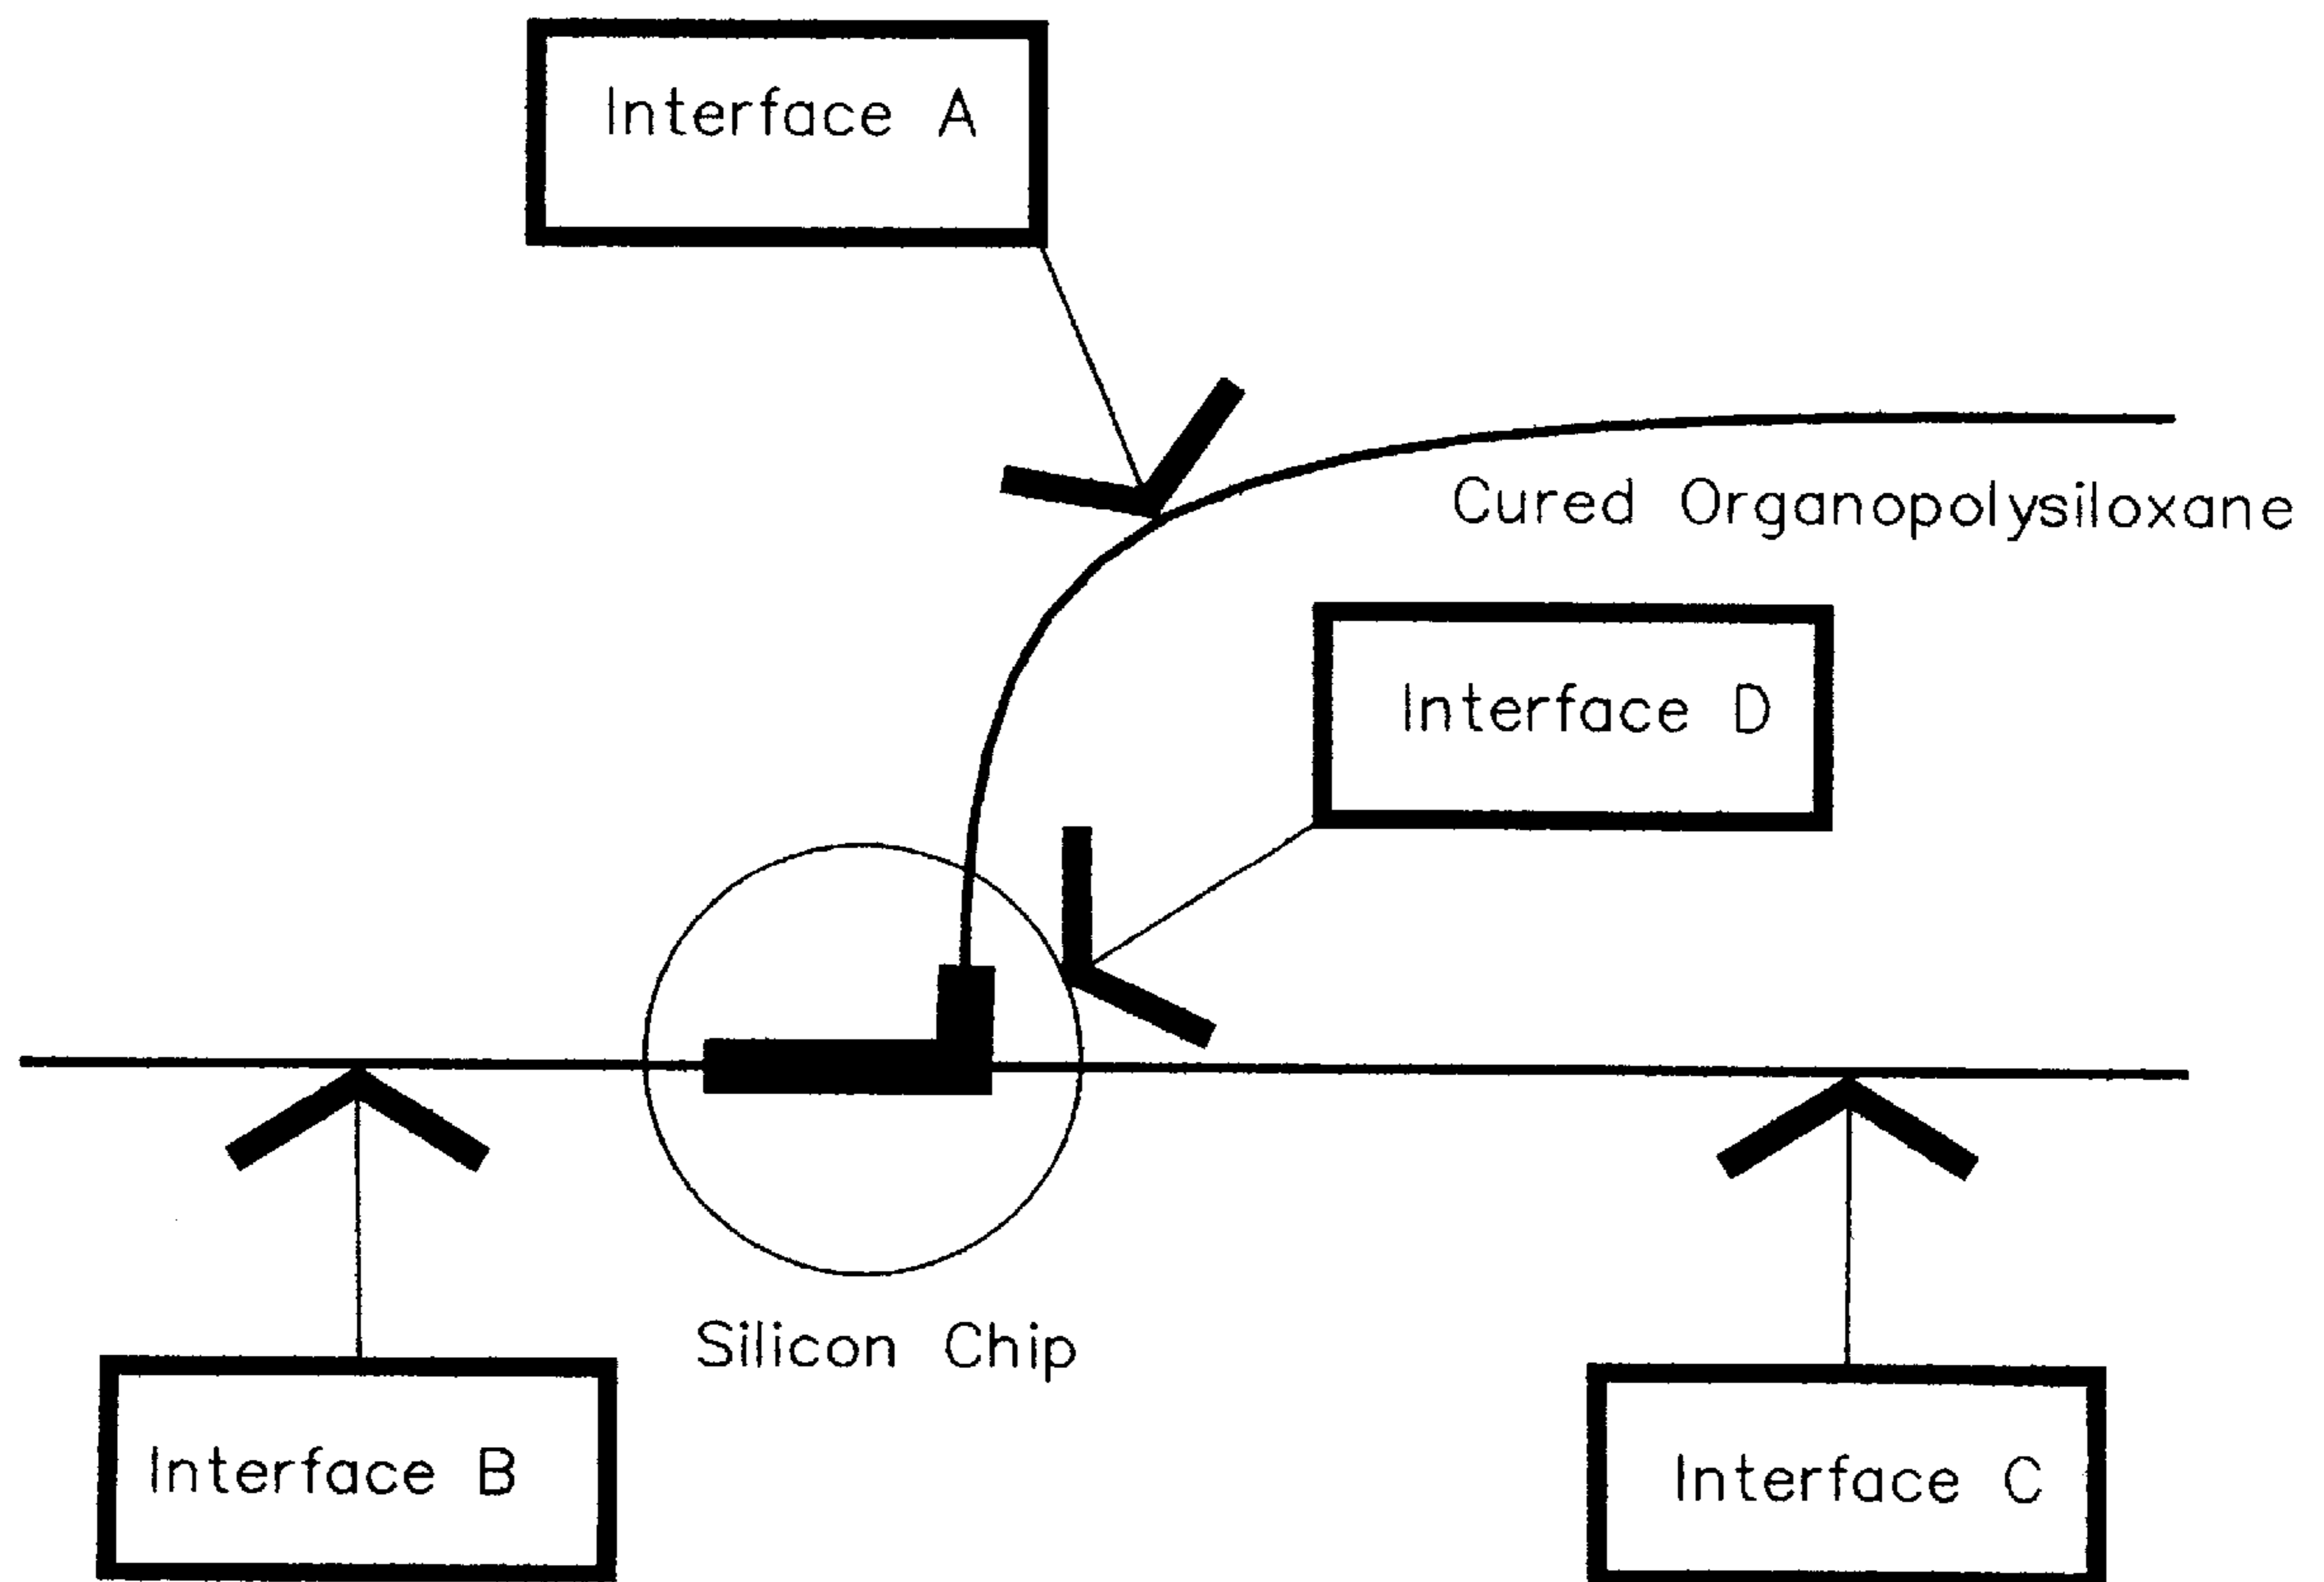 Interface A
Cured Organopolysiloxane
Interface D
Silicon Chip
Interface B
Interface C